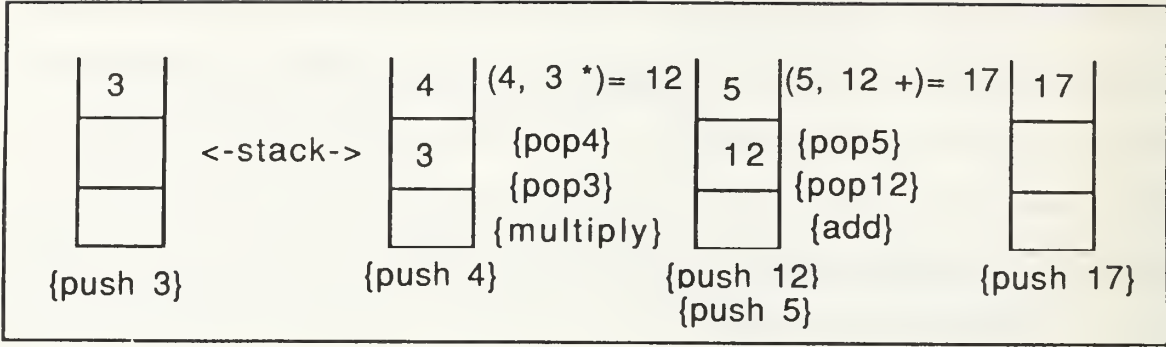 3 4 (4, 3 *)= 12 5 (5, 12 +)= 17 17
<-stack-> 3 {pop4} 12 {pop5}
{pop3} {pop12}
{multiply} {add}
{push 3} {push 4} {push 12} {push 17}
{push 5}